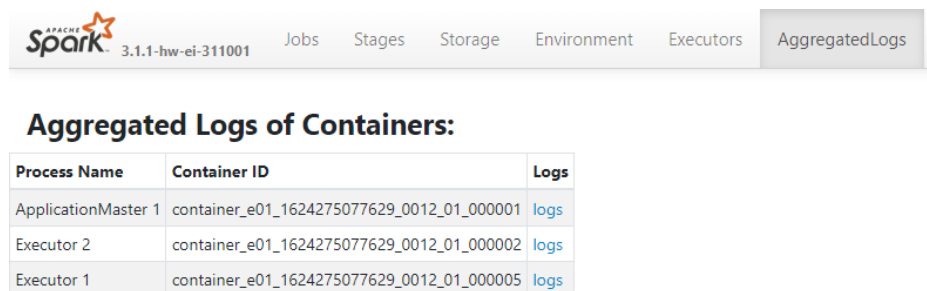 APACHE
Spark 3.1.1-hw-ei-311001 Jobs Stages Storage Environment Executors AggregatedLogs
Aggregated Logs of Containers:
Process Name Container ID Logs
ApplicationMaster 1 container_e01_1624275077629_0012_01_000001 logs
Executor 2 container_e01_1624275077629_0012_01_000002 logs
Executor 1 container_e01_1624275077629_0012_01_000005 logs